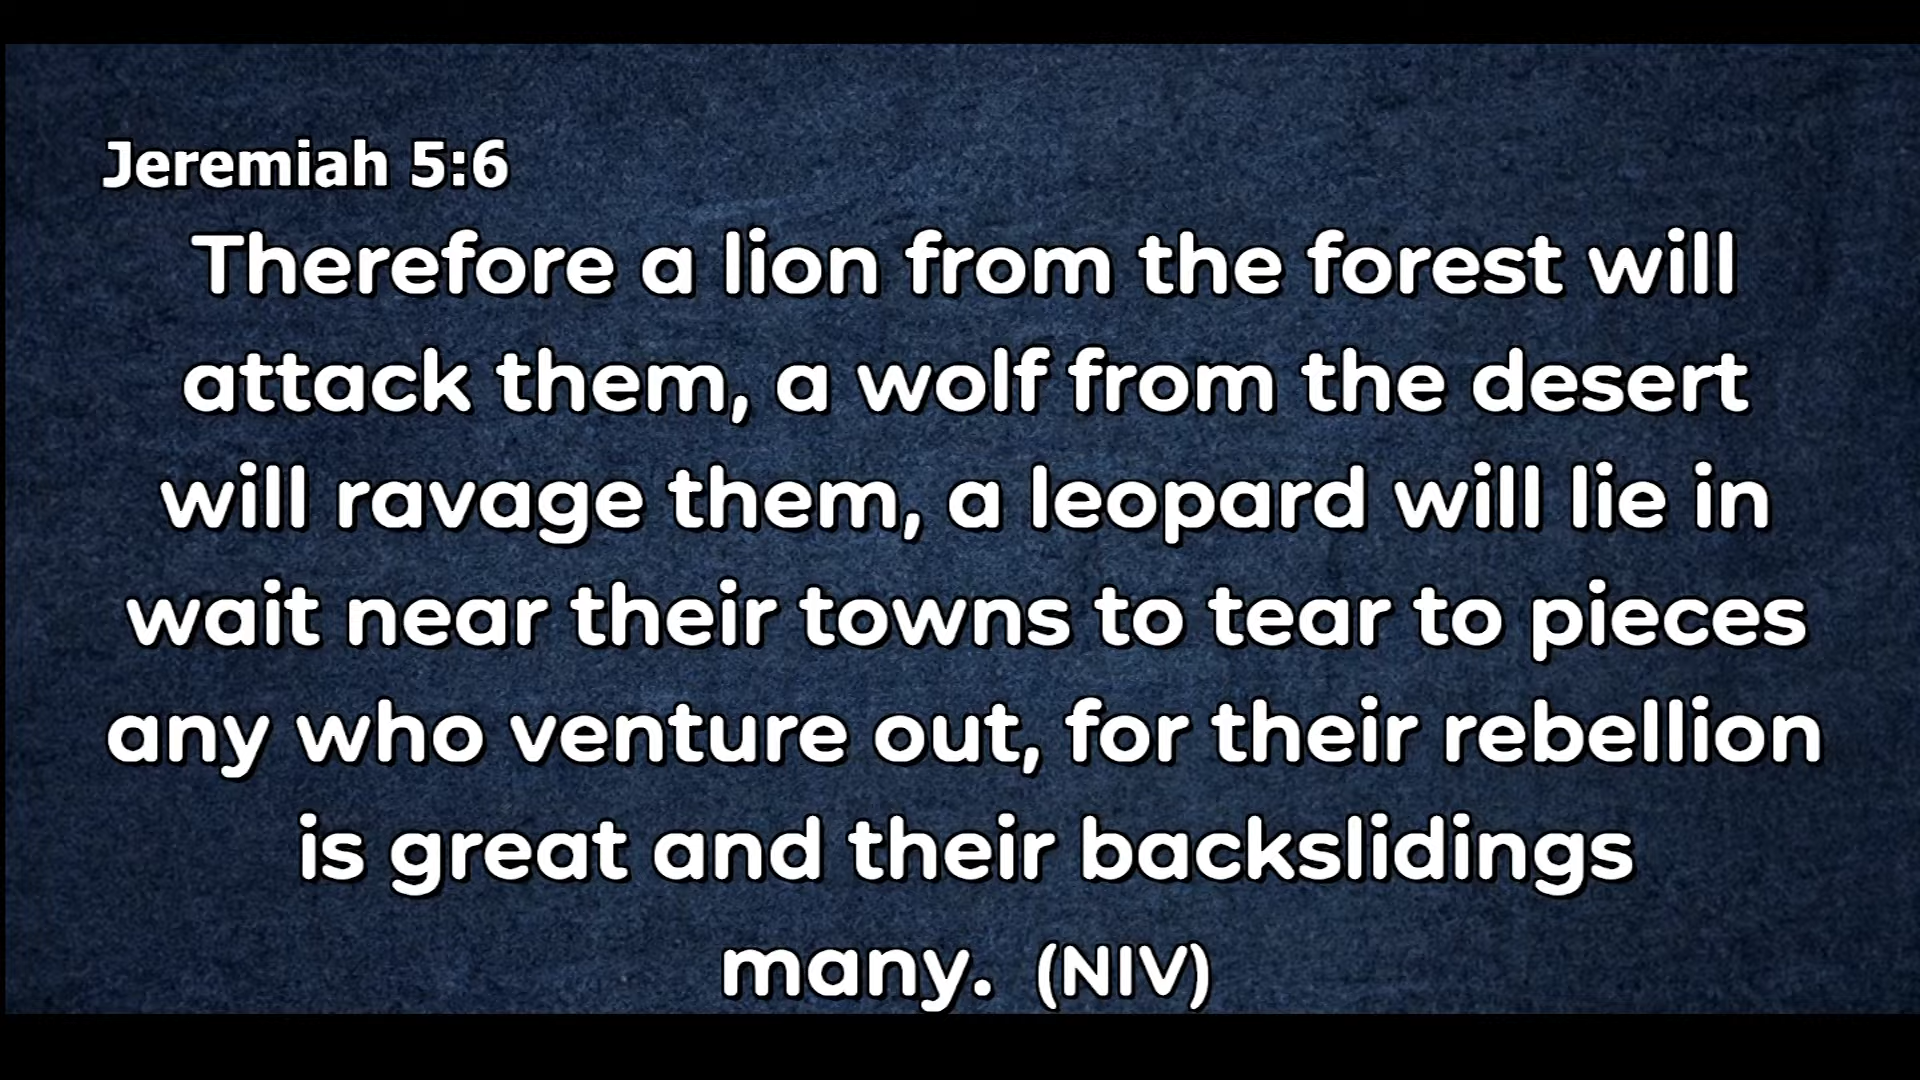 Jeremiah 5:6
Therefore a lion from the forest will
attack them, a wolf from the desert
will ravage them, a leopard will lie in
wait near their towns to tear to pieces
any who venture out, for their rebellion
is great and their backslidings
many. (NIV)